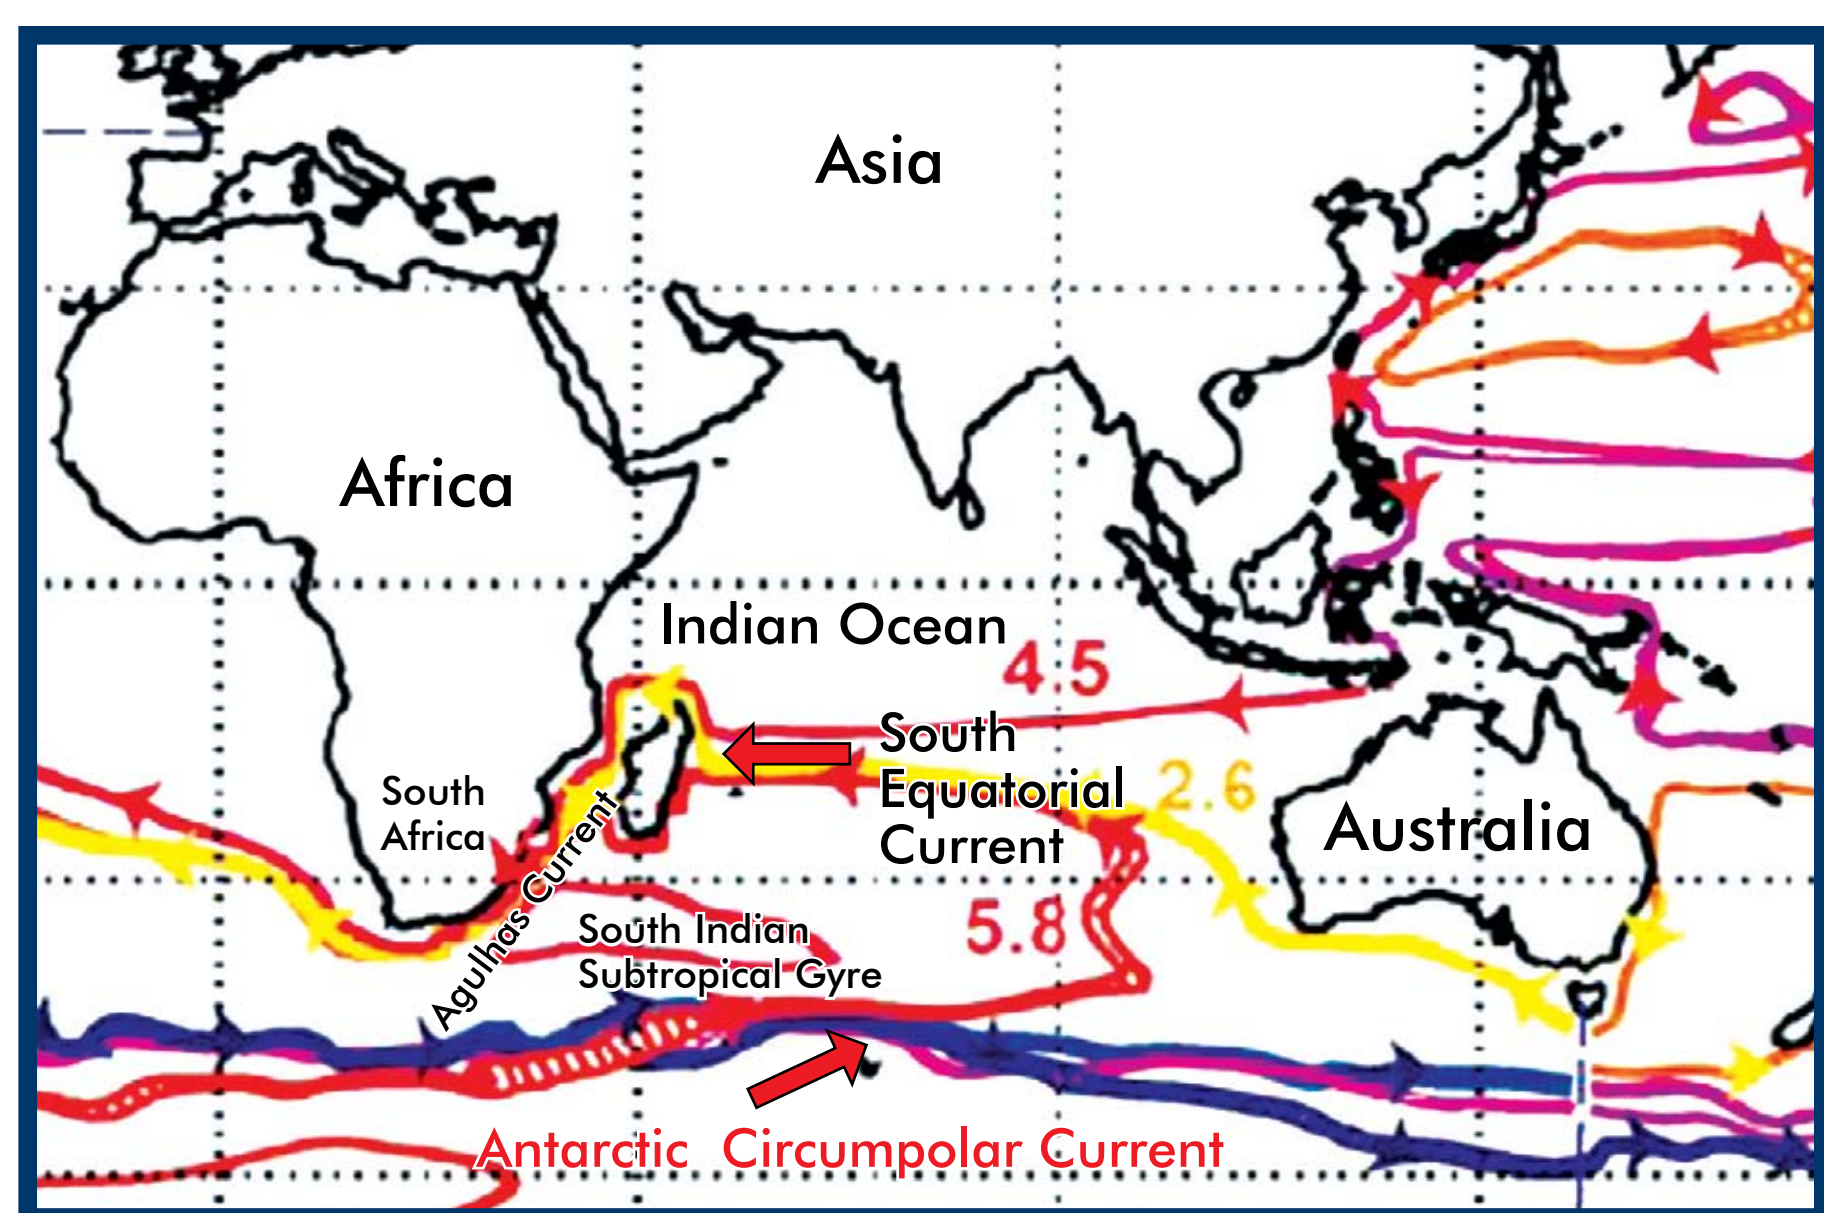 Asia
Africa
Indian Ocean
4.5
South
Equatorial
Current
2.6
South
Africa
Australia
Agulhas Current
South Indian
Subtropical Gyre
5.8
Antarctic Circumpolar Current